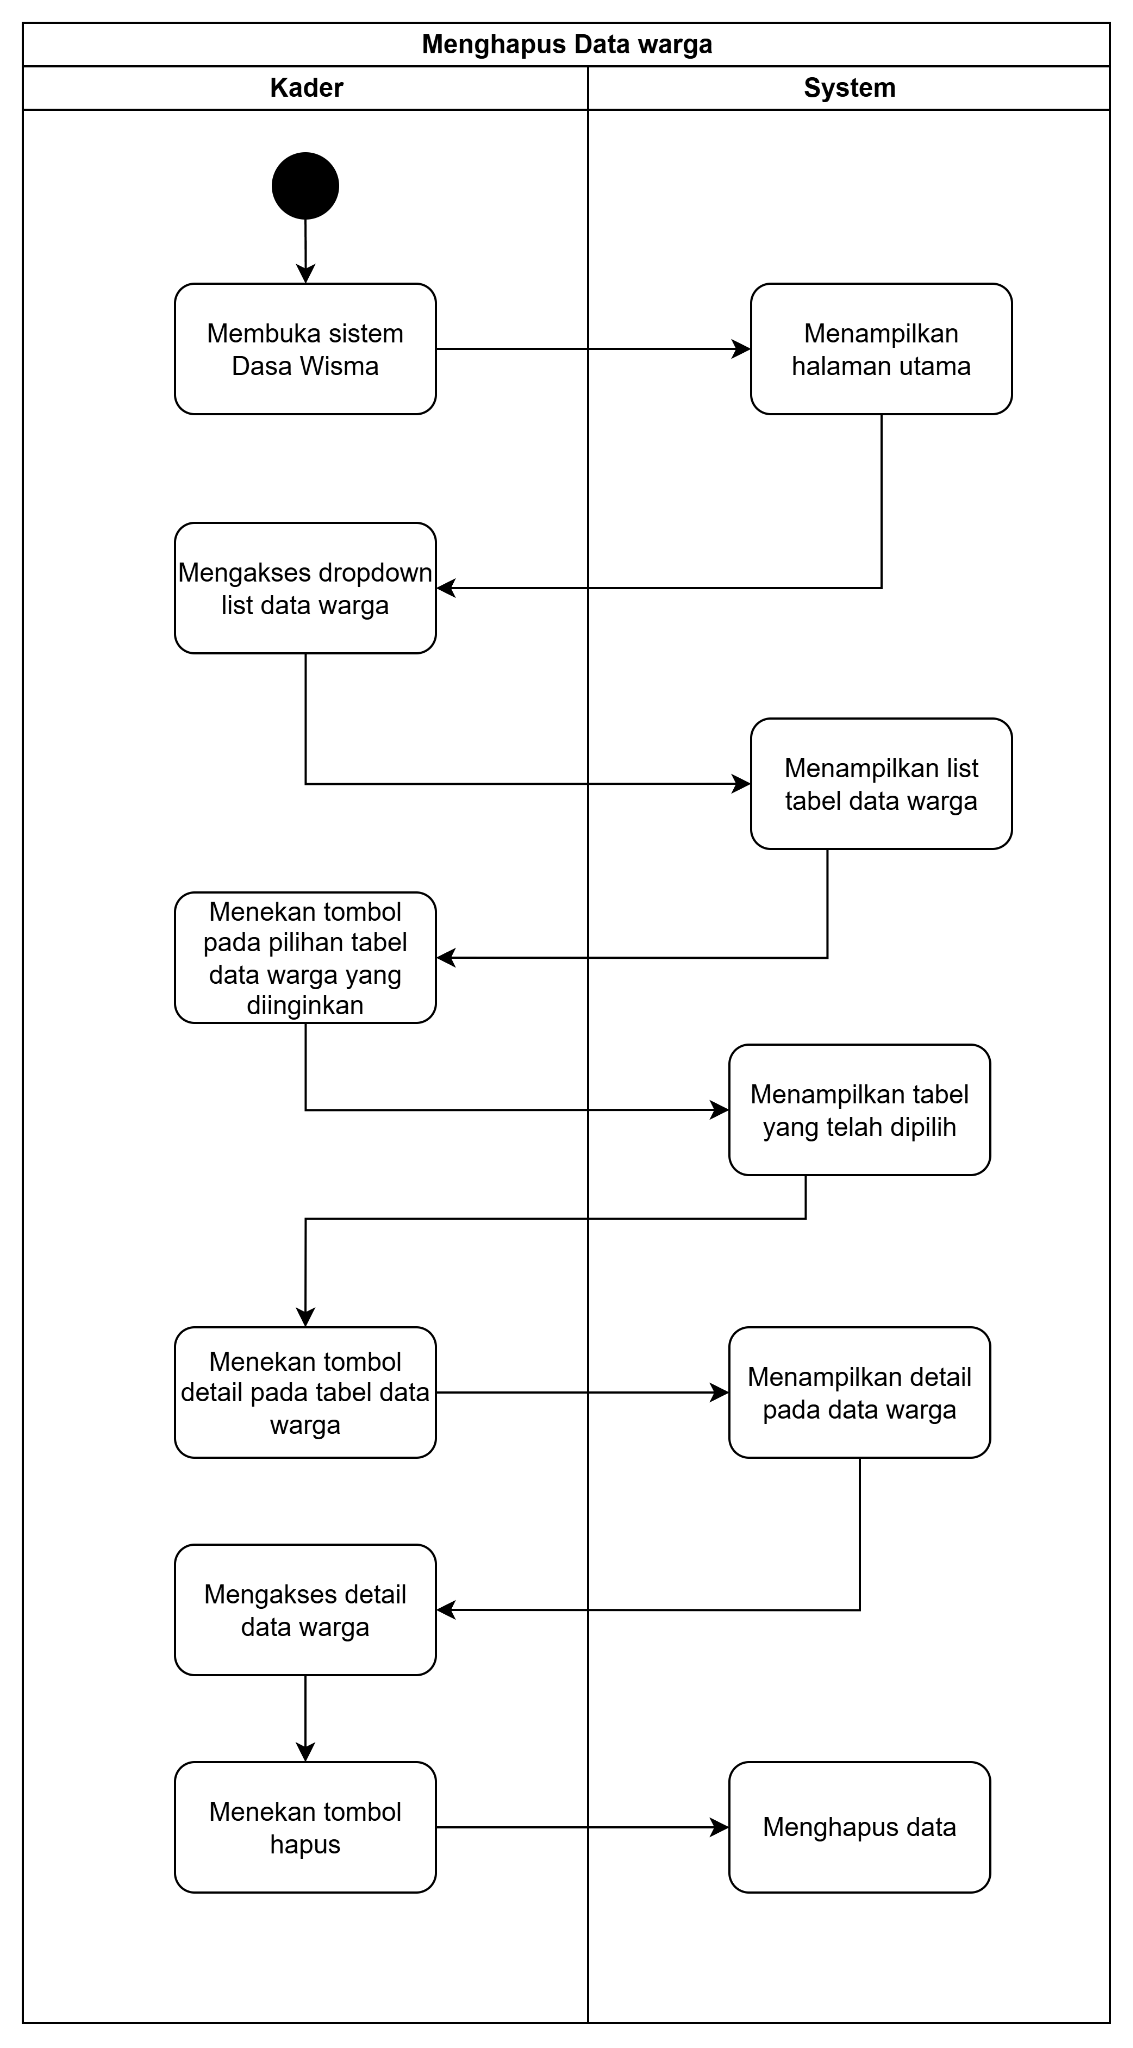 Menghapus Data warga
Kader
System
Membuka sistem
Dasa Wisma
Menampilkan
halaman utama
Mengakses dropdown
list data warga
Menampilkan list
tabel data warga
Menekan tombol
pada pilihan tabel
data warga yang
diinginkan
Menampilkan tabel
yang telah dipilih
Menekan tombol
detail pada tabel data
warga
Menampilkan detail
pada data warga
Mengakses detail
data warga
Menekan tombol
hapus
Menghapus data